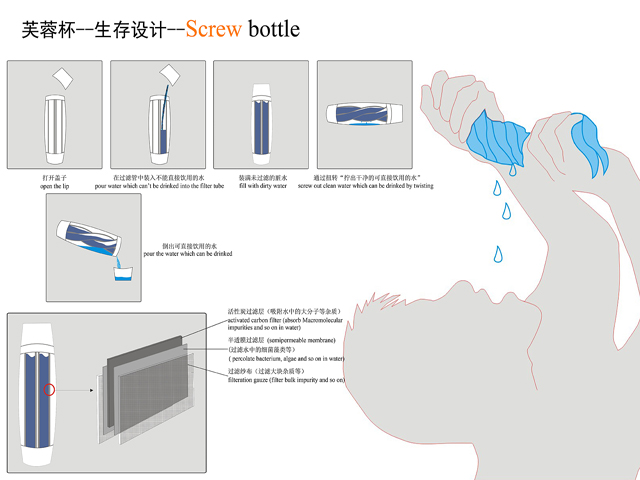 芙蓉杯--生存设计--Screw bottle
打开盖子
open the lip
在过滤管中装入不能直接饮用的水
pour water which can't be drinked into the filter tube
装满未过滤的脏水
fill with dirty water
通过扭转“拧出干净的可直接饮用的水”
screw out clean water which can be drinked by twisting
倒出可直接饮用的水
pour the water which can be drinked
活性炭过滤层（吸附水中的大分子等杂质）
activated carbon filter (absorb Macromolecular
impurities and so on in water)
半透膜过滤层 (semipermeable membrane)
（过滤水中的细菌藻类等）
( percolate bacterium, algae and so on in water)
过滤纱布（过滤大块杂质等）
filteration gauze (filter bulk impurity and so on)